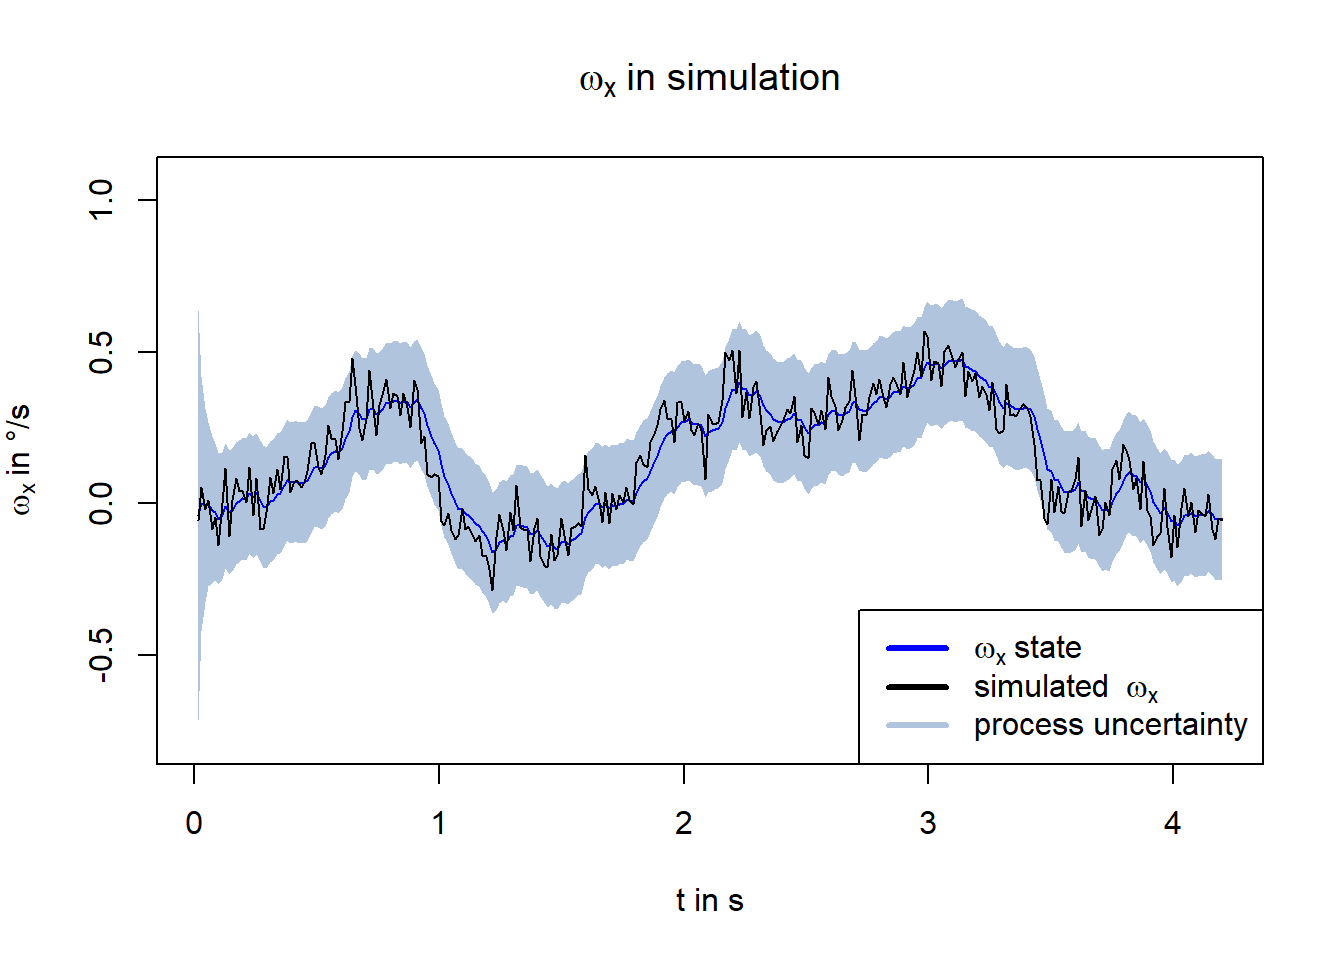 ωx in simulation
ωx in °/s
1.0
0.5
0.0
-0.5
ωx state
simulated ωx
process uncertainty
0 1 2 3 4
t in s